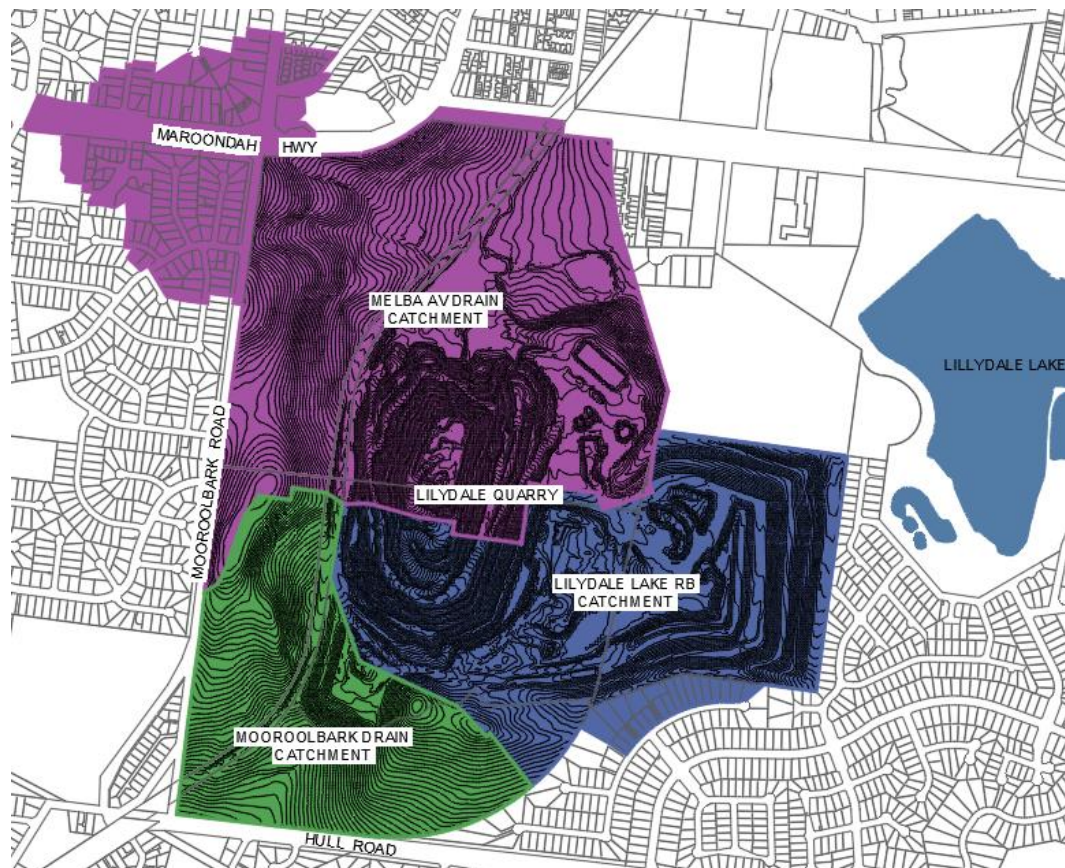 MAROONDAH HWY
MELBA AV DRAIN
CATCHMENT
LILLYDALE LAKE
MOOROOLBARK ROAD
LILYDALE QUARRY
LILYDALE LAKE RB
CATCHMENT
MOOROOLBARK DRAIN
CATCHMENT
HULL ROAD